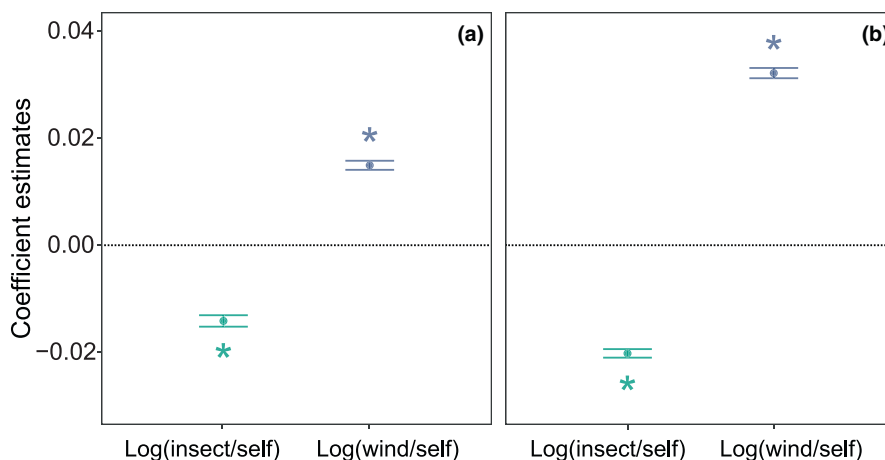 Coefficient estimates
0.04
0.02
0.00
−0.02
(a)
*
*
Log(insect/self)
Log(wind/self)
(b)
*
*
Log(insect/self)
Log(wind/self)